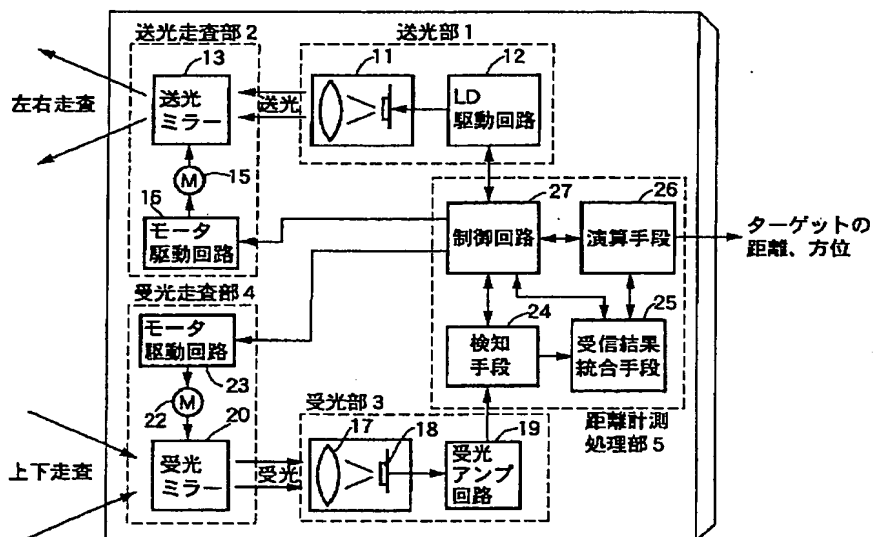 送光走査部2
13
送光
ミラー
左右走査
M
15
16
モータ
駆動回路
送光
送光部1
11
12
LD
駆動回路
27
制御回路
26
演算手段
ターゲットの
距離、方位
24
検知
手段
25
受信結果
統合手段
距離計測
処理部5
受光走査部4
モータ
駆動回路
23
M
22
20
受光
ミラー
上下走査
受光
受光部3
17
18
19
受光
アンプ
回路